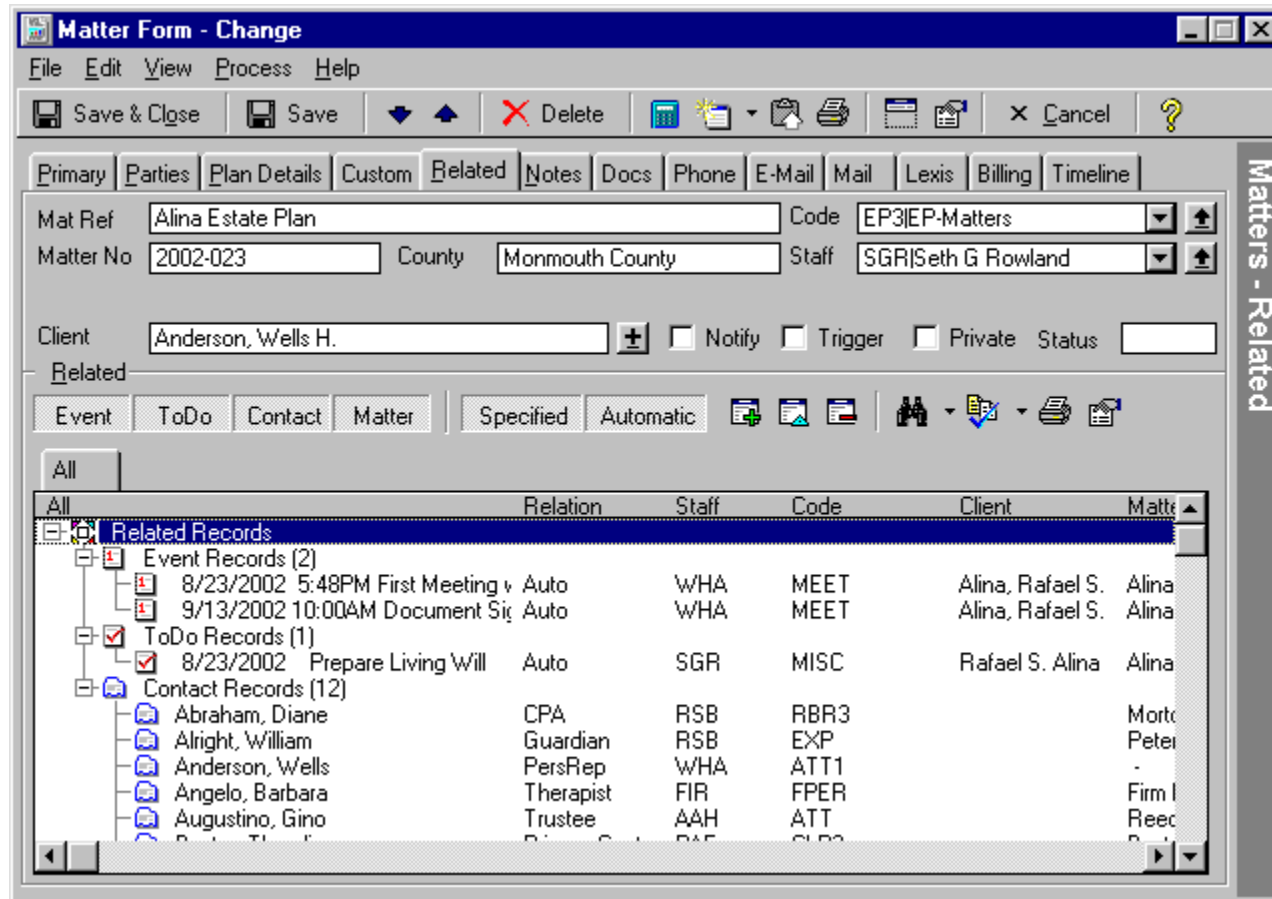 Matter Form - Change
File Edit View Process Help
Save & Close Save Delete Cancel
Primary Parties Plan Details Custom Related Notes Docs Phone E-Mail Mail Lexis Billing Timeline
Mat Ref Alina Estate Plan Code EP3|EP-Matters
Matter No 2002-023 County Monmouth County Staff SGR|Seth G Rowland
Client Anderson, Wells H. Notify Trigger Private Status
Related
Event ToDo Contact Matter Specified Automatic
All
All Relation Staff Code Client Matte
Related Records
Event Records (2)
8/23/2002 5:48PM First Meeting Auto WHA MEET Alina, Rafael S. Alina
9/13/2002 10:00AM Document Auto WHA MEET Alina, Rafael S. Alina
ToDo Records (1)
8/23/2002 Prepare Living Will Auto SGR MISC Rafael S. Alina Alina
Contact Records (12)
Abraham, Diane CPA RSB RBR3
Alright, William Guardian RSB EXP Peter
Anderson, Wells PersRep WHA ATT1 -
Angelo, Barbara Therapist FIR FPER Firm
Augustino, Gino Trustee AAH ATT Reed
Matters - Related